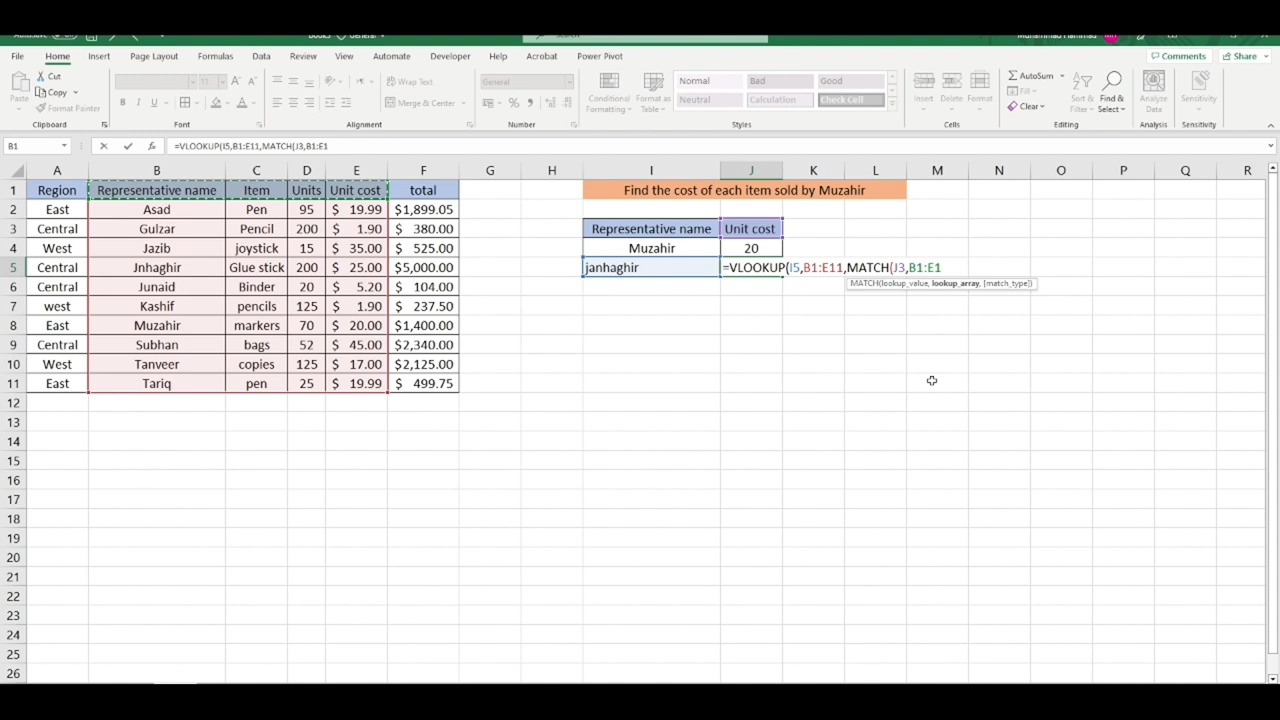 General
Muhammad Hammad
File Home Insert Page Layout Formulas Data Review View Automate Developer Help Acrobat Power Pivot Comments Share
Paste Cut Copy Format Painter
11 A A B I U
Wrap Text Merge & Center
General $ % ,
Conditional Formatting Format as Table
Normal Bad Good
Neutral Calculation Check Cell
Insert Delete Format
AutoSum Fill Clear
Sort & Filter Find & Select
Analyze Data Sensitivity
Clipboard Font Alignment Number Styles Cells Editing Analysis Sensitivity
B1 fx =VLOOKUP(I5,B1:E11,MATCH(J3,B1:E1
A B C D E F G H I J K L M N O P Q R
1 Region Representative name Item Units Unit cost total Find the cost of each item sold by Muzahir
2 East Asad Pen 95 $ 19.99 $1,899.05
3 Central Gulzar Pencil 200 $ 1.90 $ 380.00 Representative name Unit cost
4 West Jazib joystick 15 $ 35.00 $ 525.00 Muzahir 20
5 Central Jnhaghir Glue stick 200 $ 25.00 $5,000.00 janhaghir =VLOOKUP(I5,B1:E11,MATCH(J3,B1:E1
MATCH(lookup_value, lookup_array, [match_type])
6 Central Junaid Binder 20 $ 5.20 $ 104.00
7 west Kashif pencils 125 $ 1.90 $ 237.50
8 East Muzahir markers 70 $ 20.00 $1,400.00
9 Central Subhan bags 52 $ 45.00 $2,340.00
10 West Tanveer copies 125 $ 17.00 $2,125.00
11 East Tariq pen 25 $ 19.99 $ 499.75
12
13
14
15
16
17
18
19
20
21
22
23
24
25
26